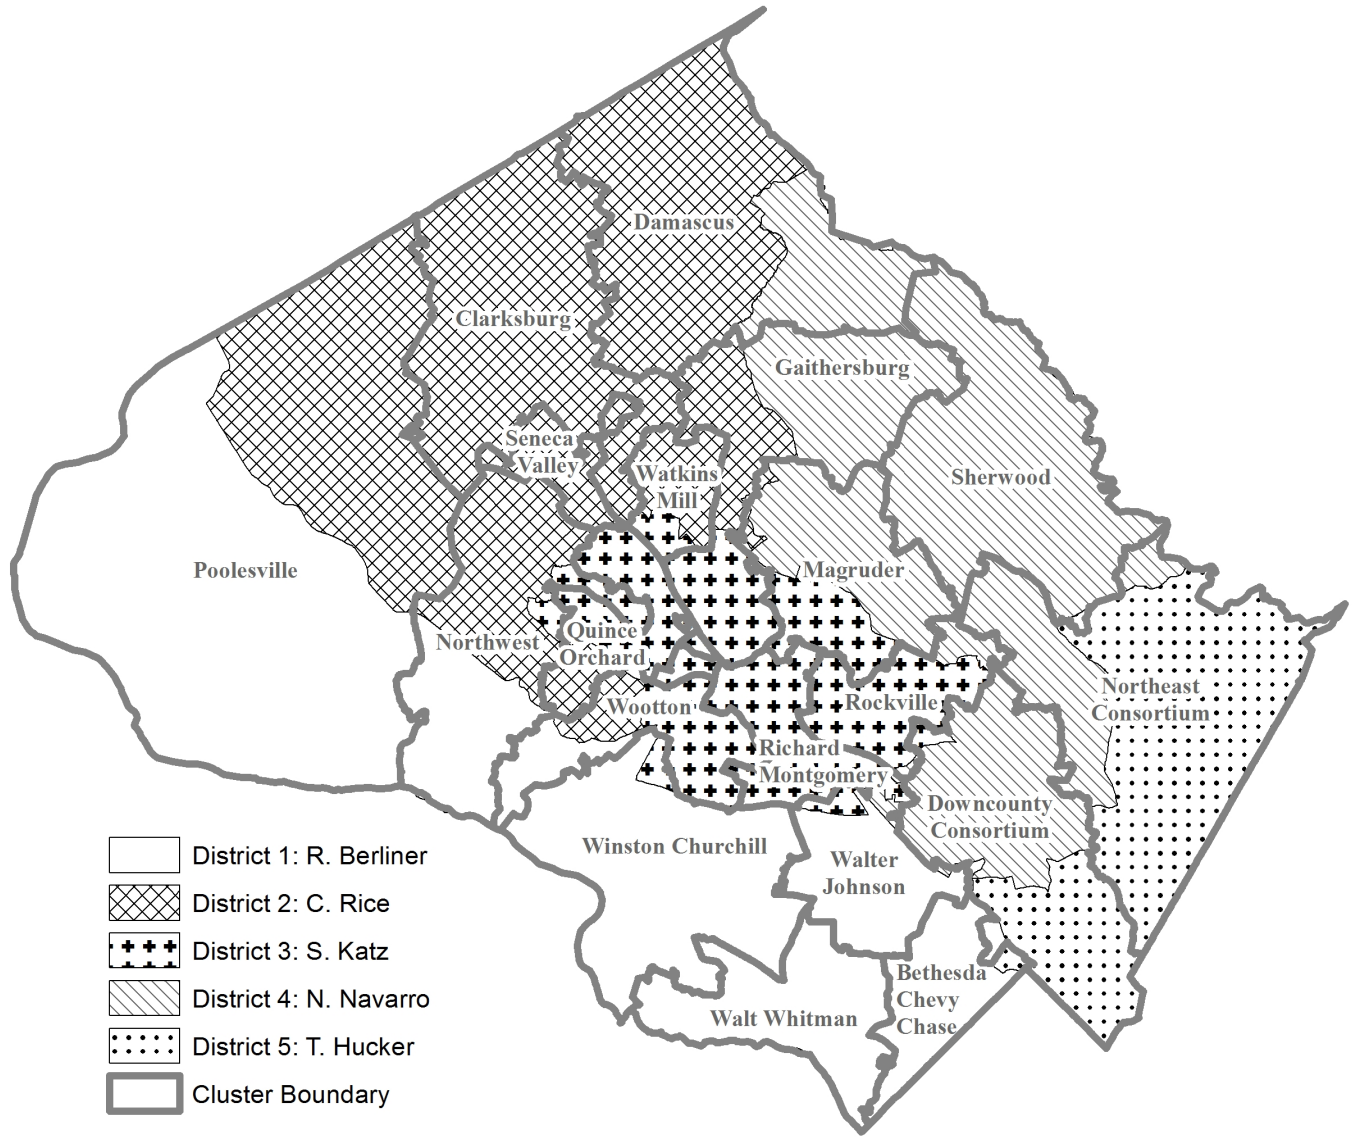 Damascus
Clarksburg
Gaithersburg
Seneca
Valley
Watkins
Mill
Sherwood
Poolesville
Magruder
Northwest
Quince
Orchard
Wootton
Rockville
Northeast
Consortium
Richard
Montgomery
Downcounty
Consortium
Winston Churchill
Walter
Johnson
Bethesda
Chevy
Chase
Walt Whitman
District 1: R. Berliner
District 2: C. Rice
District 3: S. Katz
District 4: N. Navarro
District 5: T. Hucker
Cluster Boundary